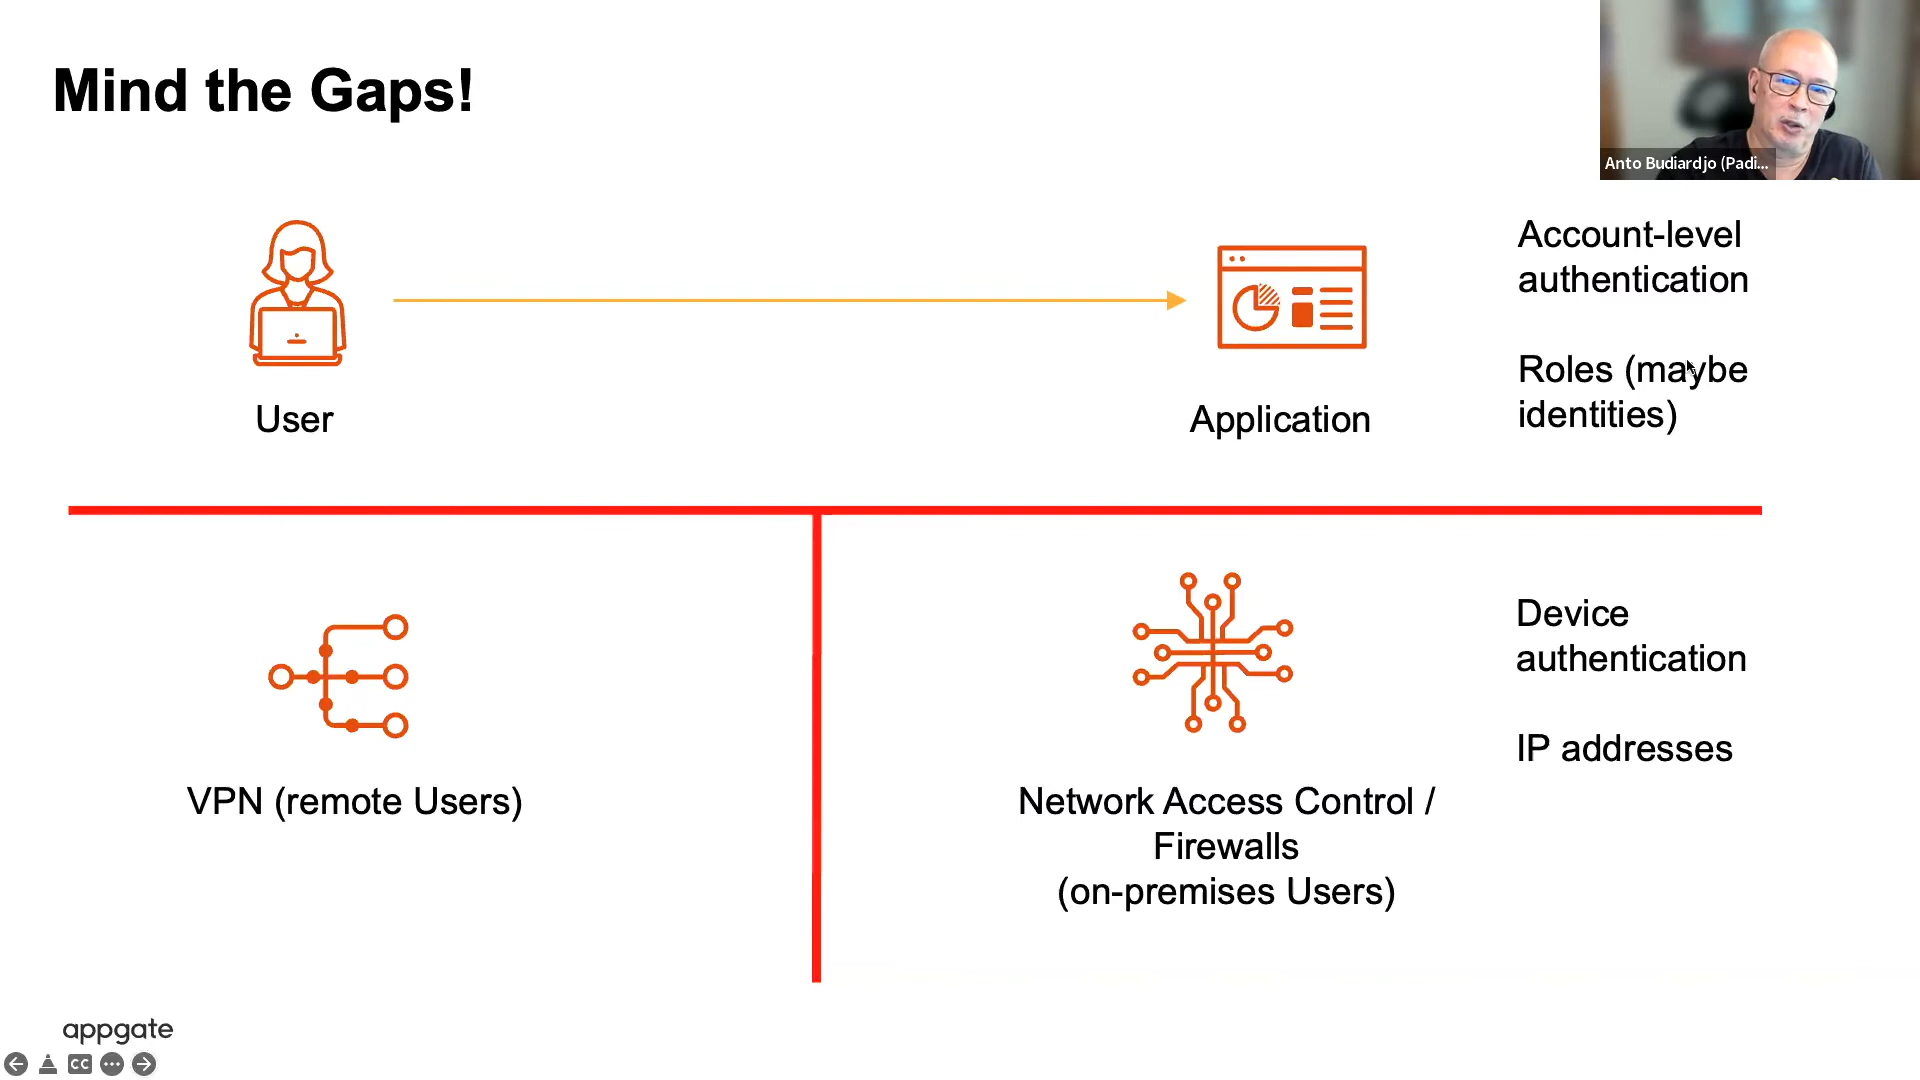 Mind the Gaps!
Anto Budiardjo (Padi...
Account-level
authentication
Roles (maybe
identities)
User
Application
Device
authentication
IP addresses
VPN (remote Users)
Network Access Control /
Firewalls
(on-premises Users)
appgate
CC